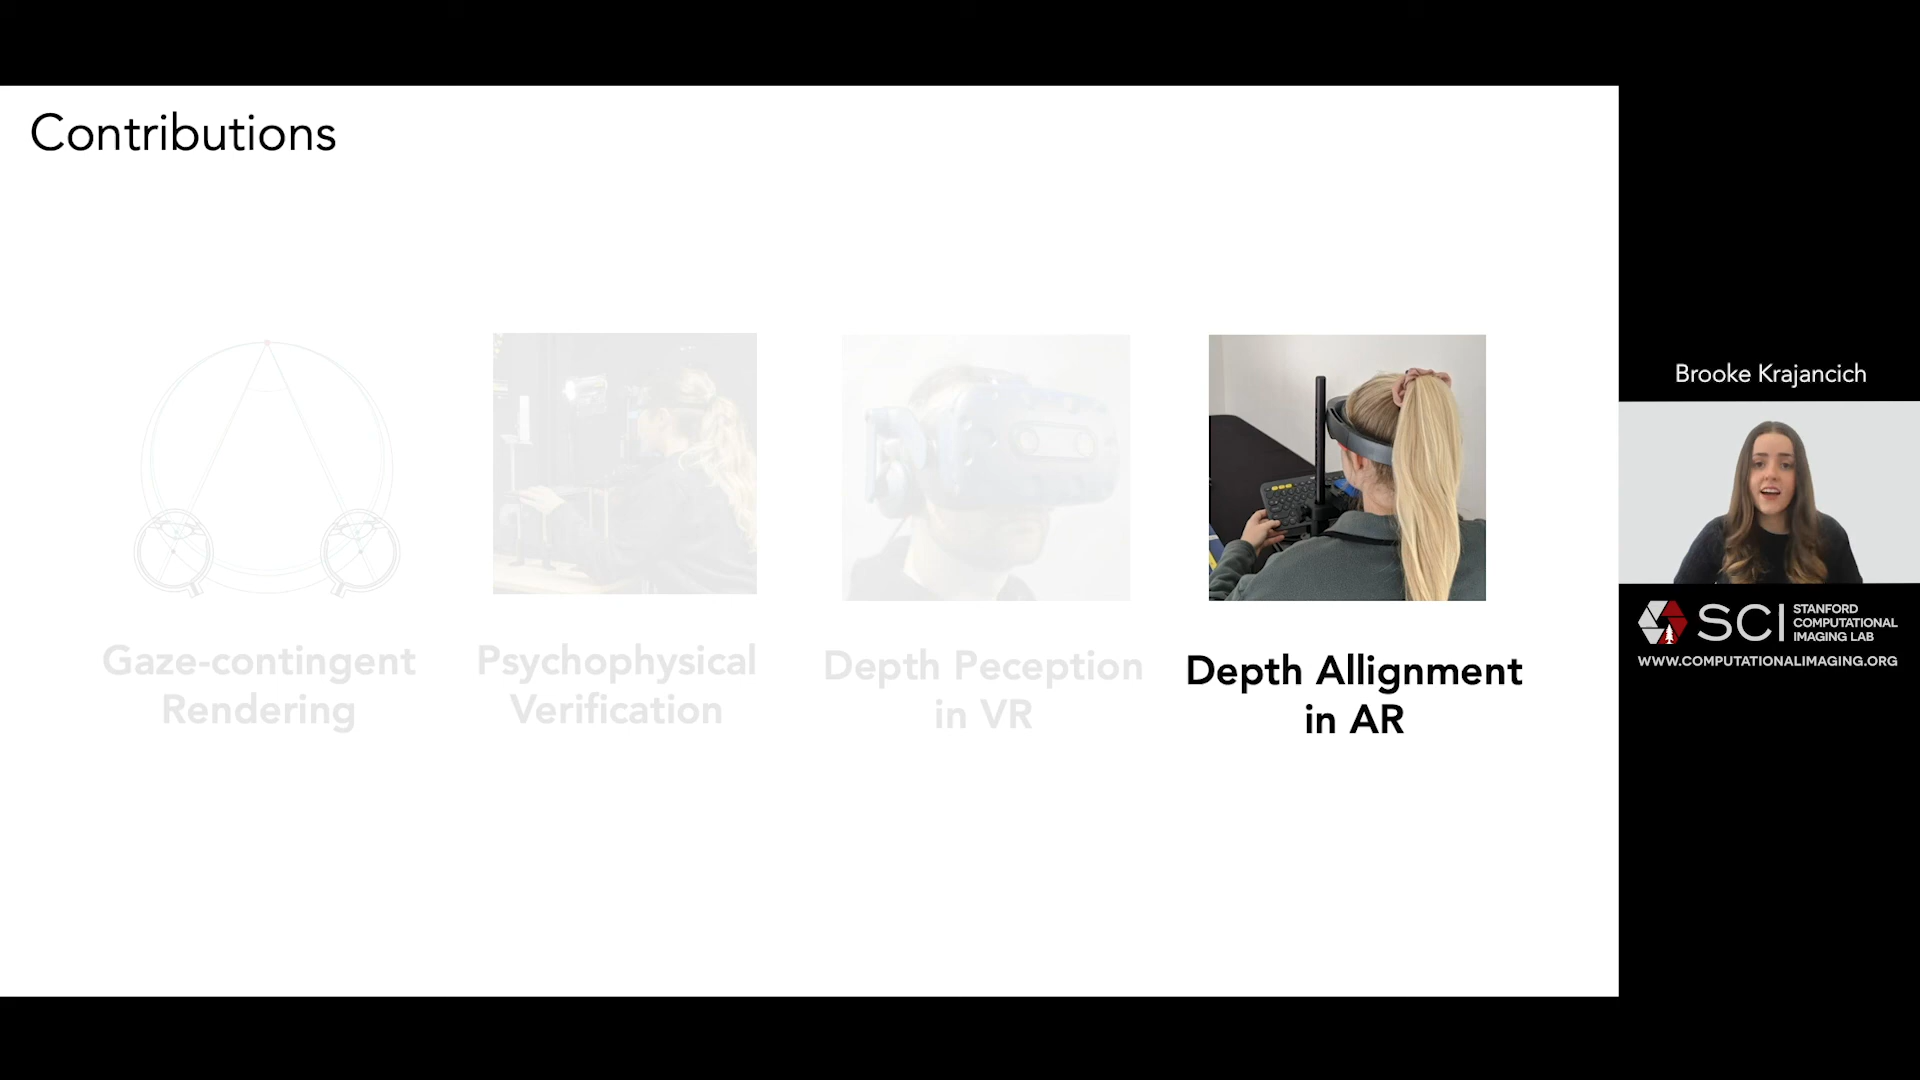 Contributions
Gaze-contingent
Rendering
Psychophysical
Verification
Depth Peception
in VR
Depth Allignment
in AR
Brooke Krajancich
SCI
STANFORD
COMPUTATIONAL
IMAGING LAB
WWW.COMPUTATIONALIMAGING.ORG